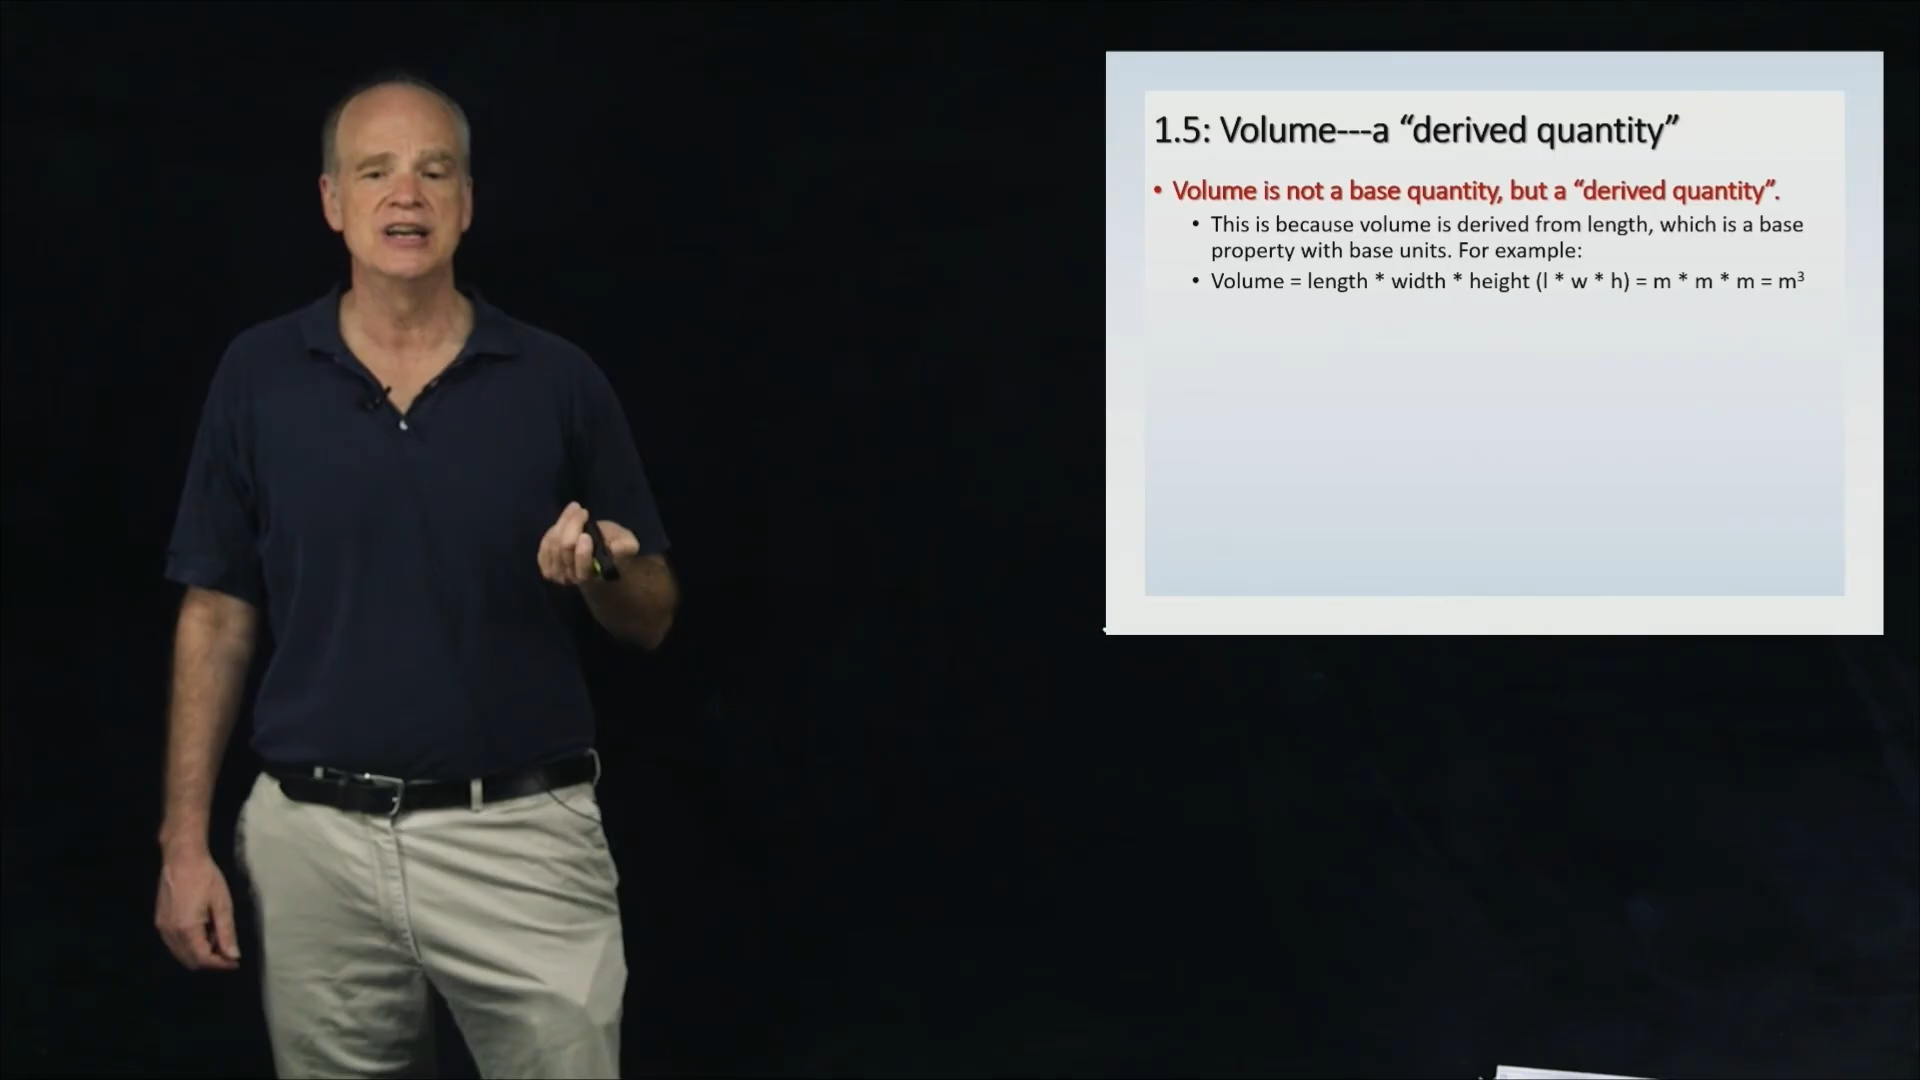 1.5: Volume---a “derived quantity”
• Volume is not a base quantity, but a “derived quantity”.
• This is because volume is derived from length, which is a base
property with base units. For example:
• Volume = length * width * height (l * w * h) = m * m * m = m³